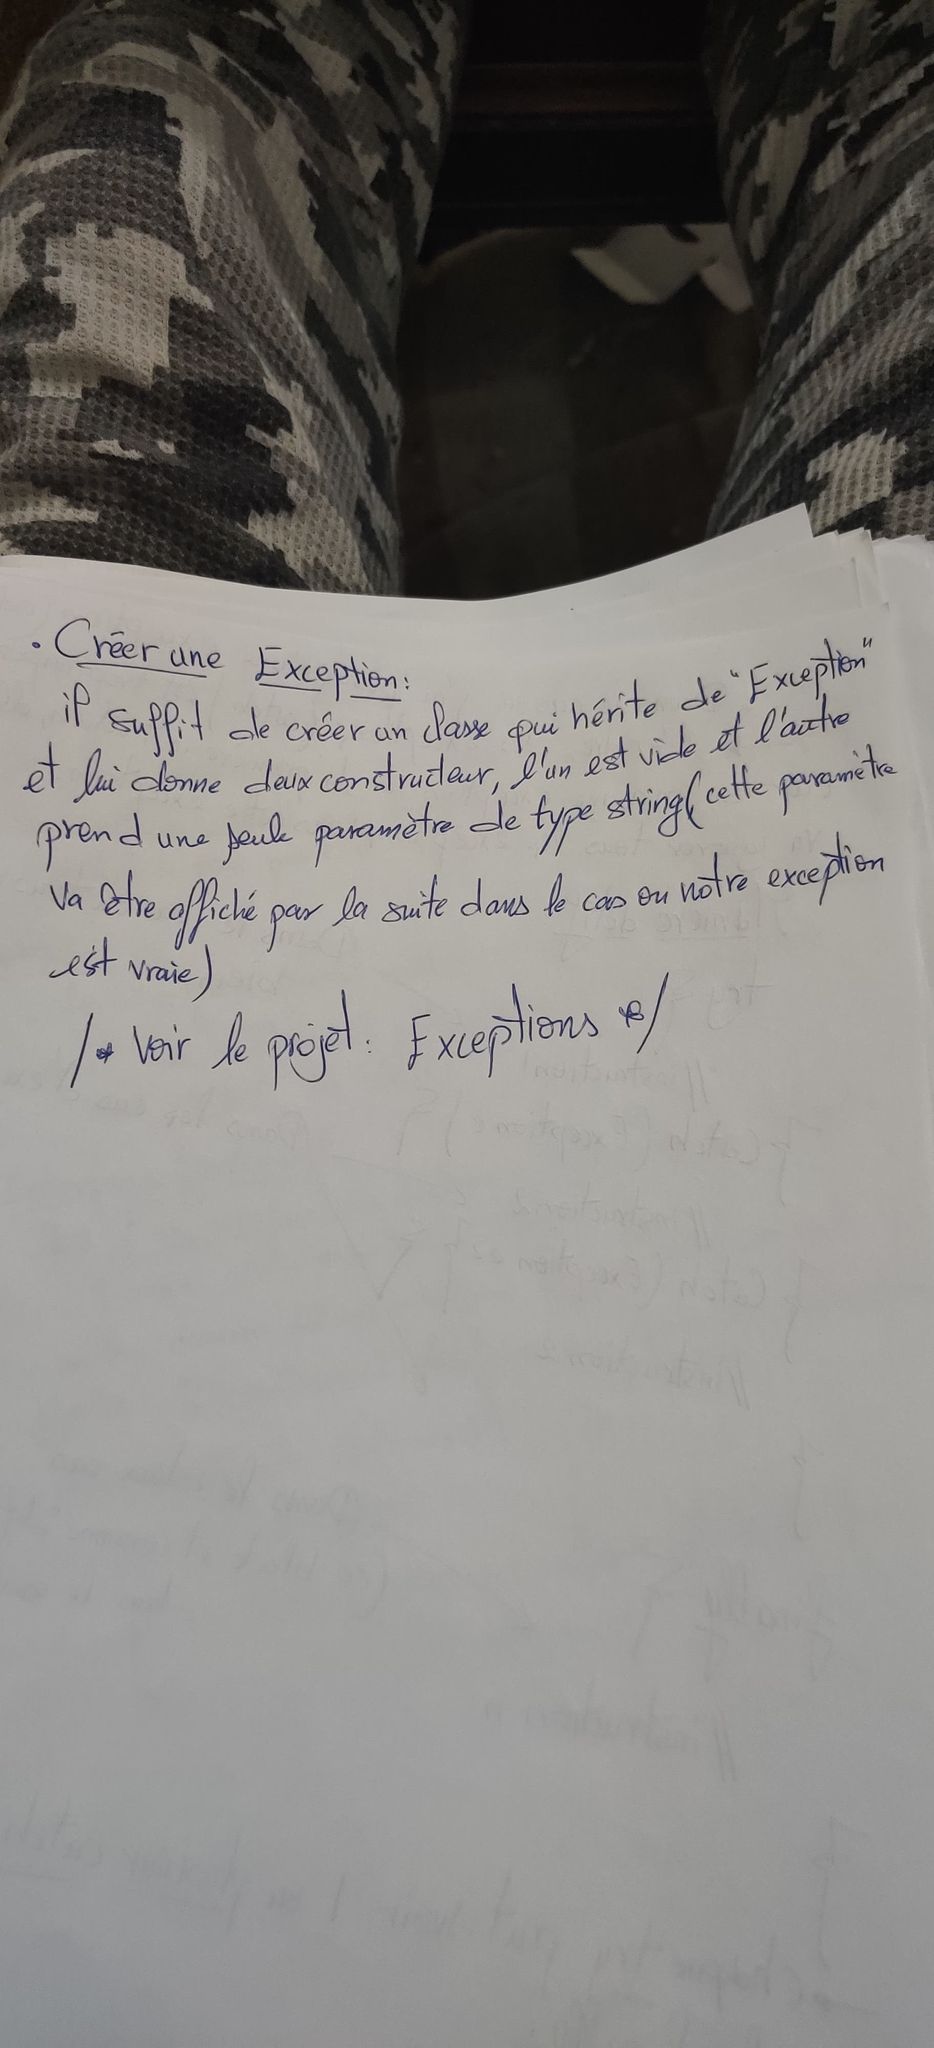 . Créer une Exception:
il suffit de créer un classe qui hérite de "Exception"
et lui donne deux constructeur, l'un est vide et l'autre
prend une seule paramètre de type string (cette paramètre
va être affiché par la suite dans le cas ou notre exception
est vraie)
/* Voir le projet: Exceptions */